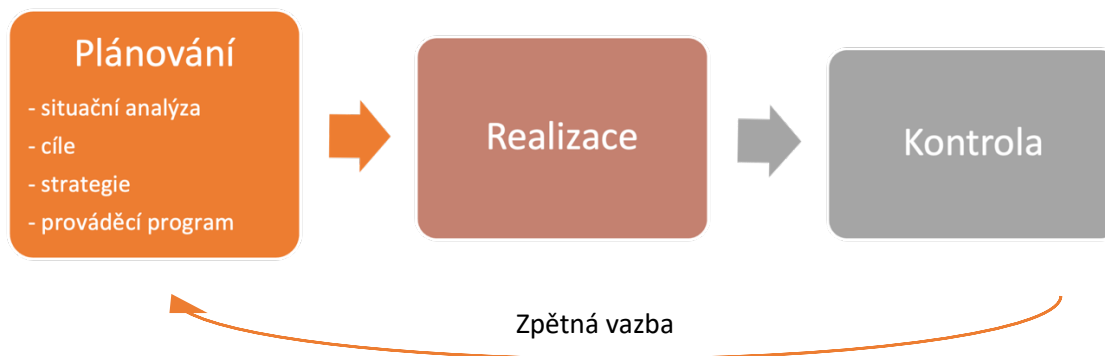 Plánování
- situační analýza
- cíle
- strategie
- prováděcí program
Realizace
Kontrola
Zpětná vazba